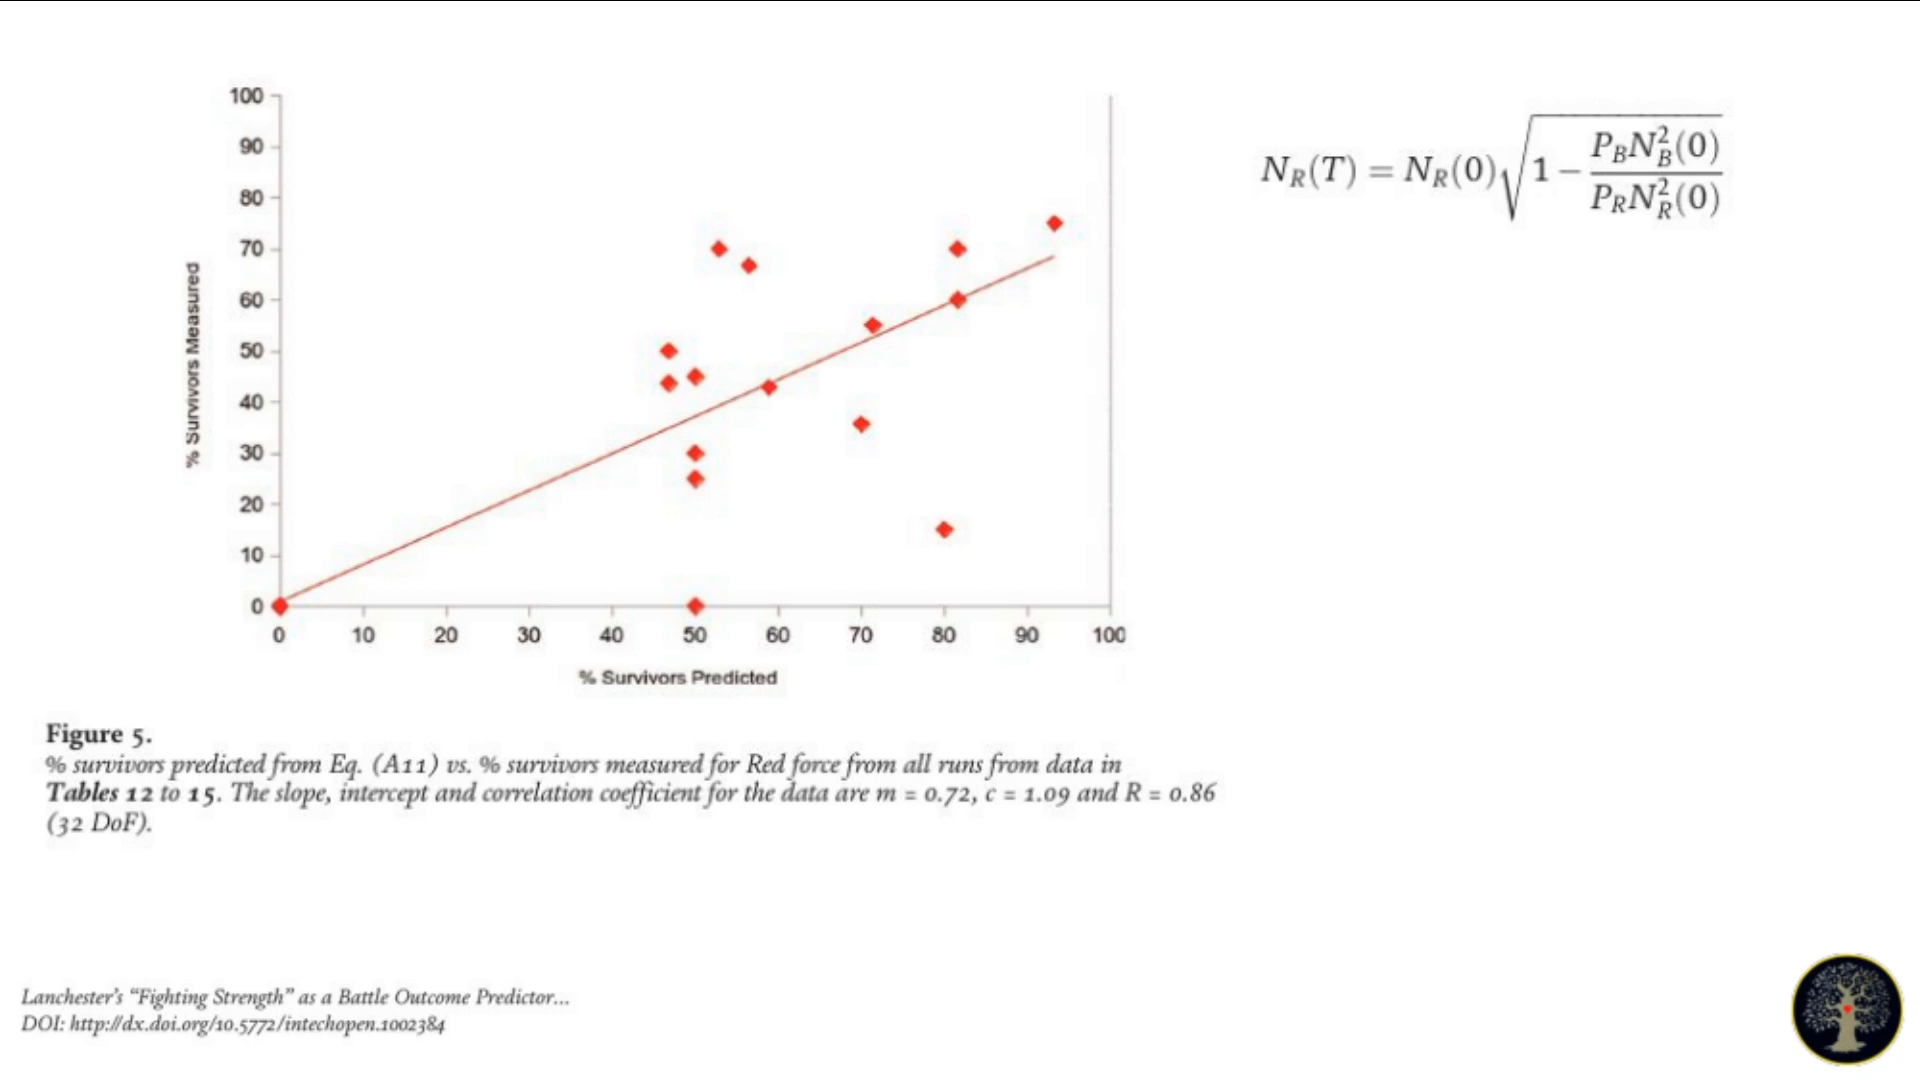 100
90
80
70
60
50
40
30
20
10
0
% Survivors Measured
0 10 20 30 40 50 60 70 80 90 100
% Survivors Predicted
N_R(T) = N_R(0)√(1 − P_B N_B^2(0) / P_R N_R^2(0))
Figure 5.
% survivors predicted from Eq. (A11) vs. % survivors measured for Red force from all runs from data in
Tables 12 to 15. The slope, intercept and correlation coefficient for the data are m = 0.72, c = 1.09 and R = 0.86
(32 DoF).
Lanchester's “Fighting Strength” as a Battle Outcome Predictor...
DOI: http://dx.doi.org/10.5772/intechopen.1002384